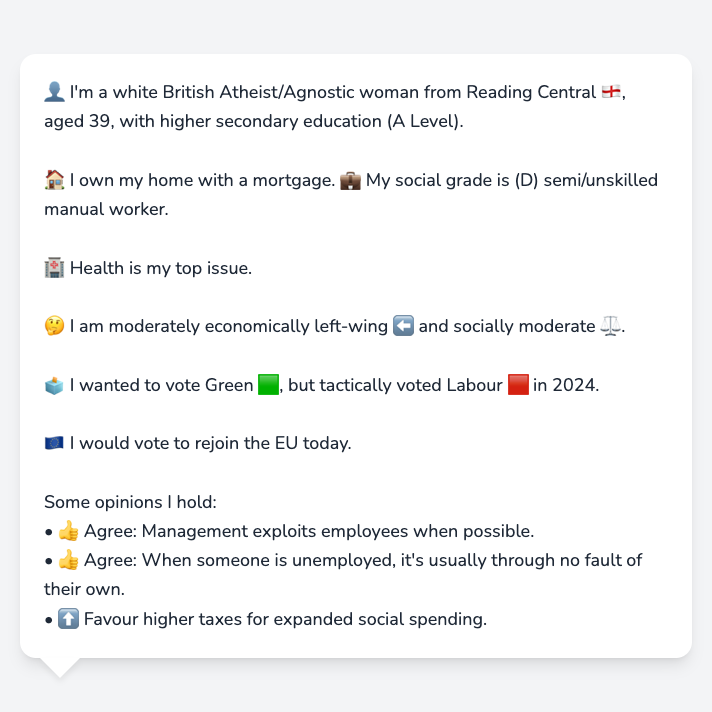 👤 I'm a white British Atheist/Agnostic woman from Reading Central 🏴󠁧󠁢󠁥󠁮󠁧󠁿,
aged 39, with higher secondary education (A Level).
🏠 I own my home with a mortgage. 💼 My social grade is (D) semi/unskilled
manual worker.
🏥 Health is my top issue.
🤔 I am moderately economically left-wing ⬅️ and socially moderate ⚖️.
🗳️ I wanted to vote Green 🟩, but tactically voted Labour 🟥 in 2024.
🇪🇺 I would vote to rejoin the EU today.
Some opinions I hold:
• 👍 Agree: Management exploits employees when possible.
• 👍 Agree: When someone is unemployed, it's usually through no fault of
their own.
• ⬆️ Favour higher taxes for expanded social spending.